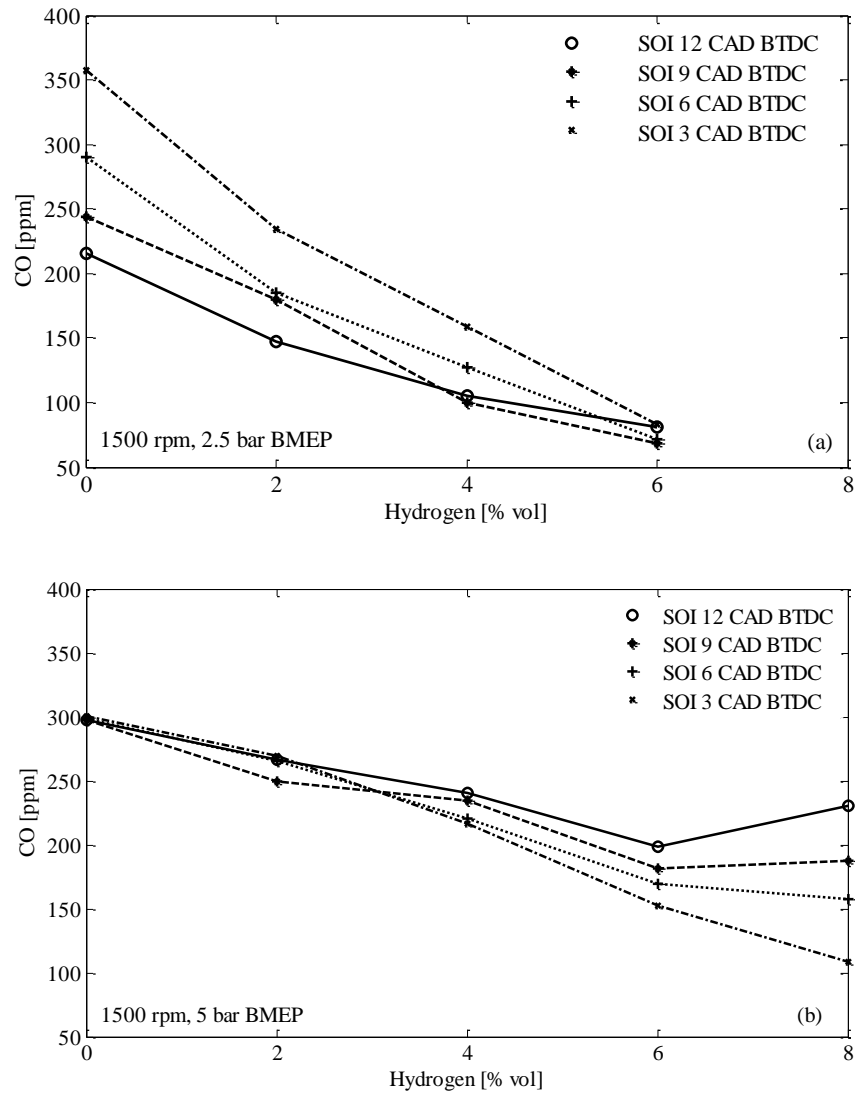 400
350
300
250
200
150
100
50
CO [ppm]
SOI 12 CAD BTDC
SOI 9 CAD BTDC
SOI 6 CAD BTDC
SOI 3 CAD BTDC
1500 rpm, 2.5 bar BMEP
(a)
0 2 4 6 8
Hydrogen [% vol]
400
350
300
250
200
150
100
50
CO [ppm]
SOI 12 CAD BTDC
SOI 9 CAD BTDC
SOI 6 CAD BTDC
SOI 3 CAD BTDC
1500 rpm, 5 bar BMEP
(b)
0 2 4 6 8
Hydrogen [% vol]